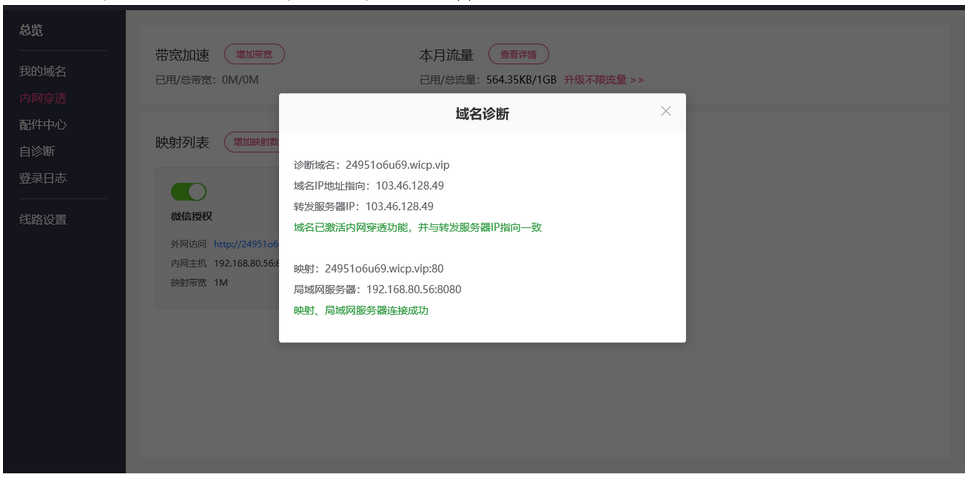 总览
我的域名
内网穿透
配件中心
自诊断
登录日志
线路设置
带宽加速 增加带宽
已用/总带宽：0M/0M
本月流量 查看详情
已用/总流量：564.35KB/1GB 升级不限流量 >>
映射列表 增加映射数
微信授权
外网访问 http://24951o6
内网主机 192.168.80.56:8
映射带宽 1M
域名诊断
诊断域名：24951o6u69.wicp.vip
域名IP地址指向：103.46.128.49
转发服务器IP：103.46.128.49
域名已激活内网穿透功能，并与转发服务器IP指向一致
映射：24951o6u69.wicp.vip:80
局域网服务器：192.168.80.56:8080
映射、局域网服务器连接成功